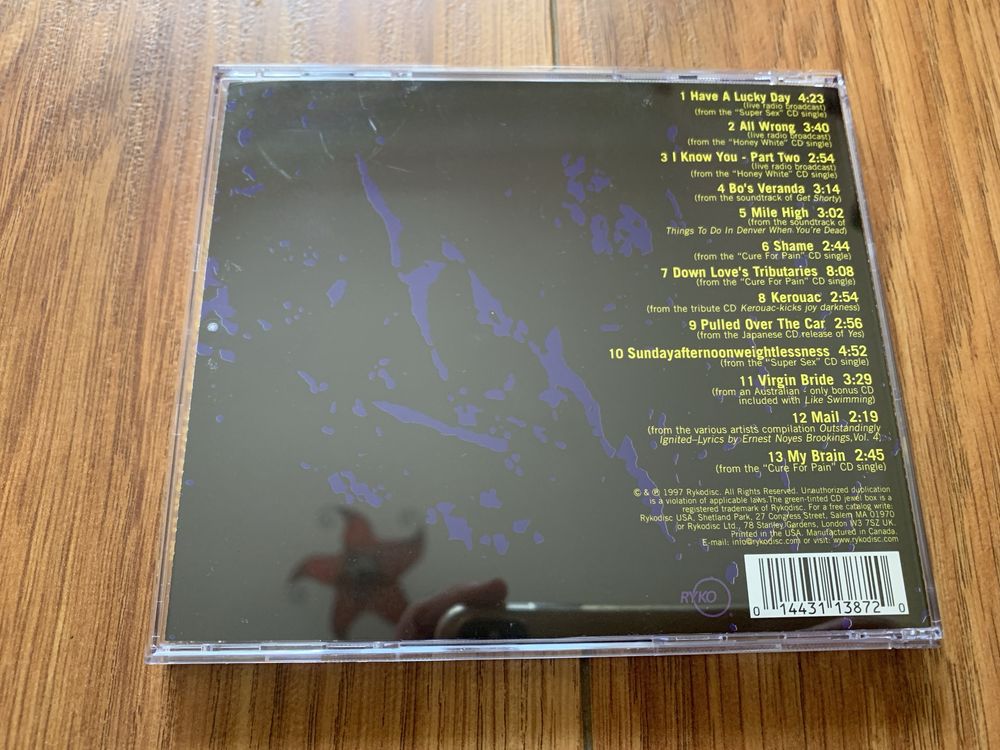 1 Have A Lucky Day 4:23
(live radio broadcast)
(from the "Super Sex" CD single)
2 All Wrong 3:40
(live radio broadcast)
(from the "Honey White" CD single)
3 I Know You - Part Two 2:54
(live radio broadcast)
(from the "Honey White" CD single)
4 Bo's Veranda 3:14
(from the soundtrack of Get Shorty)
5 Mile High 3:02
(from the soundtrack of
Things To Do In Denver When You're Dead)
6 Shame 2:44
(from the "Cure For Pain" CD single)
7 Down Love's Tributaries 8:08
(from the "Cure For Pain" CD single)
8 Kerouac 2:54
(from the tribute CD Kerouac-kicks joy darkness)
9 Pulled Over The Car 2:56
(from the Japanese CD release of Yes)
10 Sundayafternoonweightlessness 4:52
(from the "Super Sex" CD single)
11 Virgin Bride 3:29
(from an Australian - only bonus CD
included with Like Swimming)
12 Mail 2:19
(from the various artists compilation Outstandingly
Ignited–Lyrics by Ernest Noyes Brookings,Vol. 4)
13 My Brain 2:45
(from the "Cure For Pain" CD single)
© & ℗ 1997 Rykodisc. All Rights Reserved. Unauthorized duplication
is a violation of applicable laws.The green-tinted CD jewel box is a
registered trademark of Rykodisc. For a free catalog write:
Rykodisc USA, Shetland Park, 27 Congress Street, Salem MA 01970
or Rykodisc Ltd., 78 Stanley Gardens, London W3 7SZ UK.
Printed in the USA. Manufactured in Canada.
E-mail: info@rykodisc.com or visit: www.rykodisc.com
RYKO
0 14431 13872 0